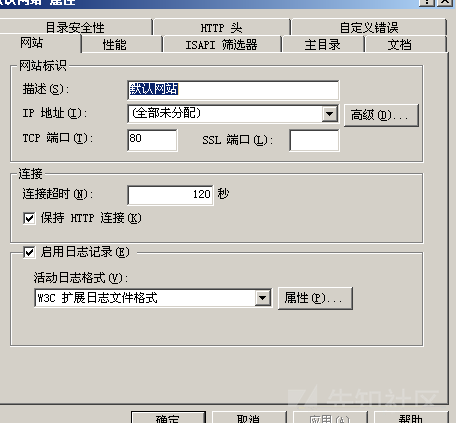 默认网站 属性
目录安全性 HTTP 头 自定义错误
网站 性能 ISAPI 筛选器 主目录 文档
网站标识
描述(S): 默认网站
IP 地址(I): (全部未分配) 高级(D)...
TCP 端口(T): 80 SSL 端口(L):
连接
连接超时(N): 120 秒
保持 HTTP 连接(K)
启用日志记录(E)
活动日志格式(V):
W3C 扩展日志文件格式 属性(P)...
先知社区
确定 取消 应用(A) 帮助